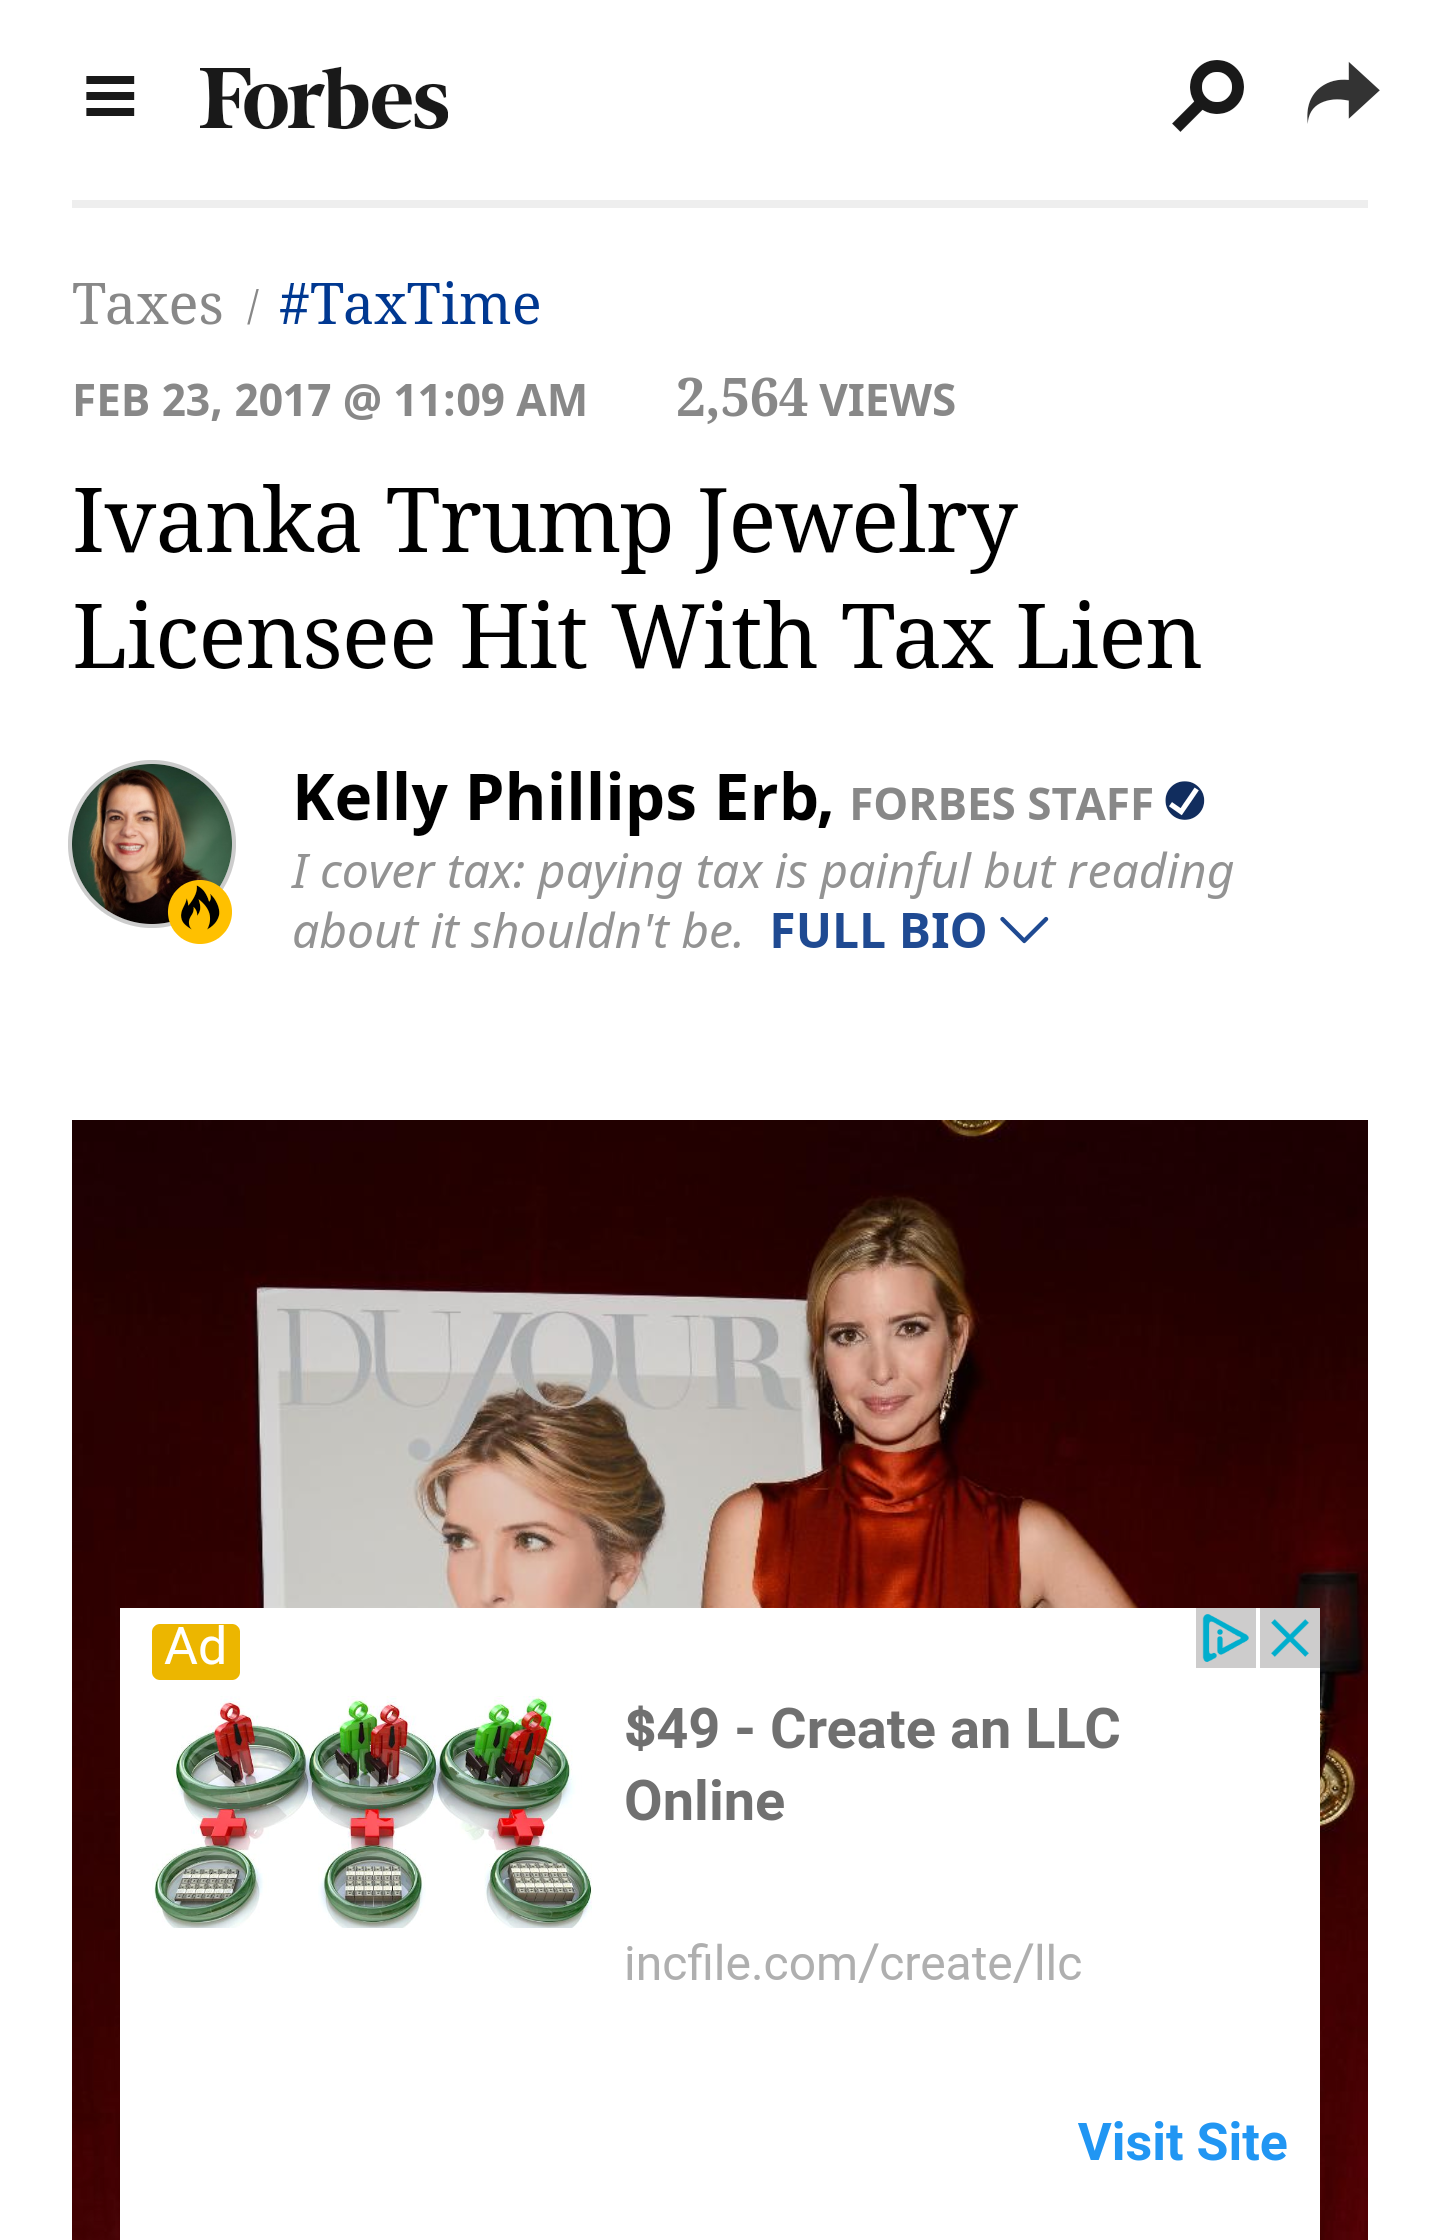 Forbes
Taxes / #TaxTime
FEB 23, 2017 @ 11:09 AM 2,564 VIEWS
Ivanka Trump Jewelry
Licensee Hit With Tax Lien
Kelly Phillips Erb, FORBES STAFF
I cover tax: paying tax is painful but reading
about it shouldn't be. FULL BIO
DUJOUR
Ad
$49 - Create an LLC
Online
incfile.com/create/llc
Visit Site